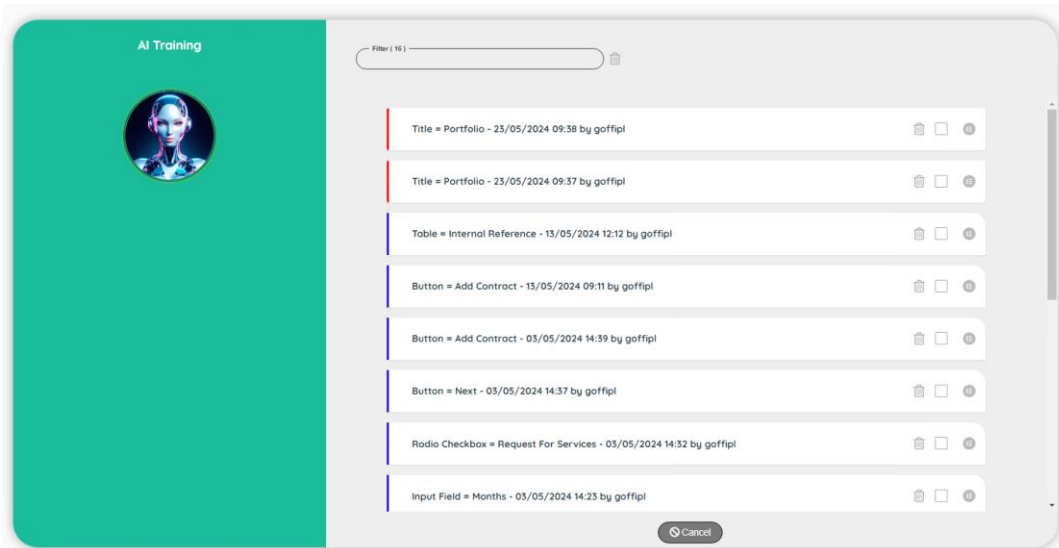 AI Training
Filter ( 16 )
Title = Portfolio - 23/05/2024 09:38 by goffipl
Title = Portfolio - 23/05/2024 09:37 by goffipl
Table = Internal Reference - 13/05/2024 12:12 by goffipl
Button = Add Contract - 13/05/2024 09:11 by goffipl
Button = Add Contract - 03/05/2024 14:39 by goffipl
Button = Next - 03/05/2024 14:37 by goffipl
Radio Checkbox = Request For Services - 03/05/2024 14:32 by goffipl
Input Field = Months - 03/05/2024 14:23 by goffipl
Cancel